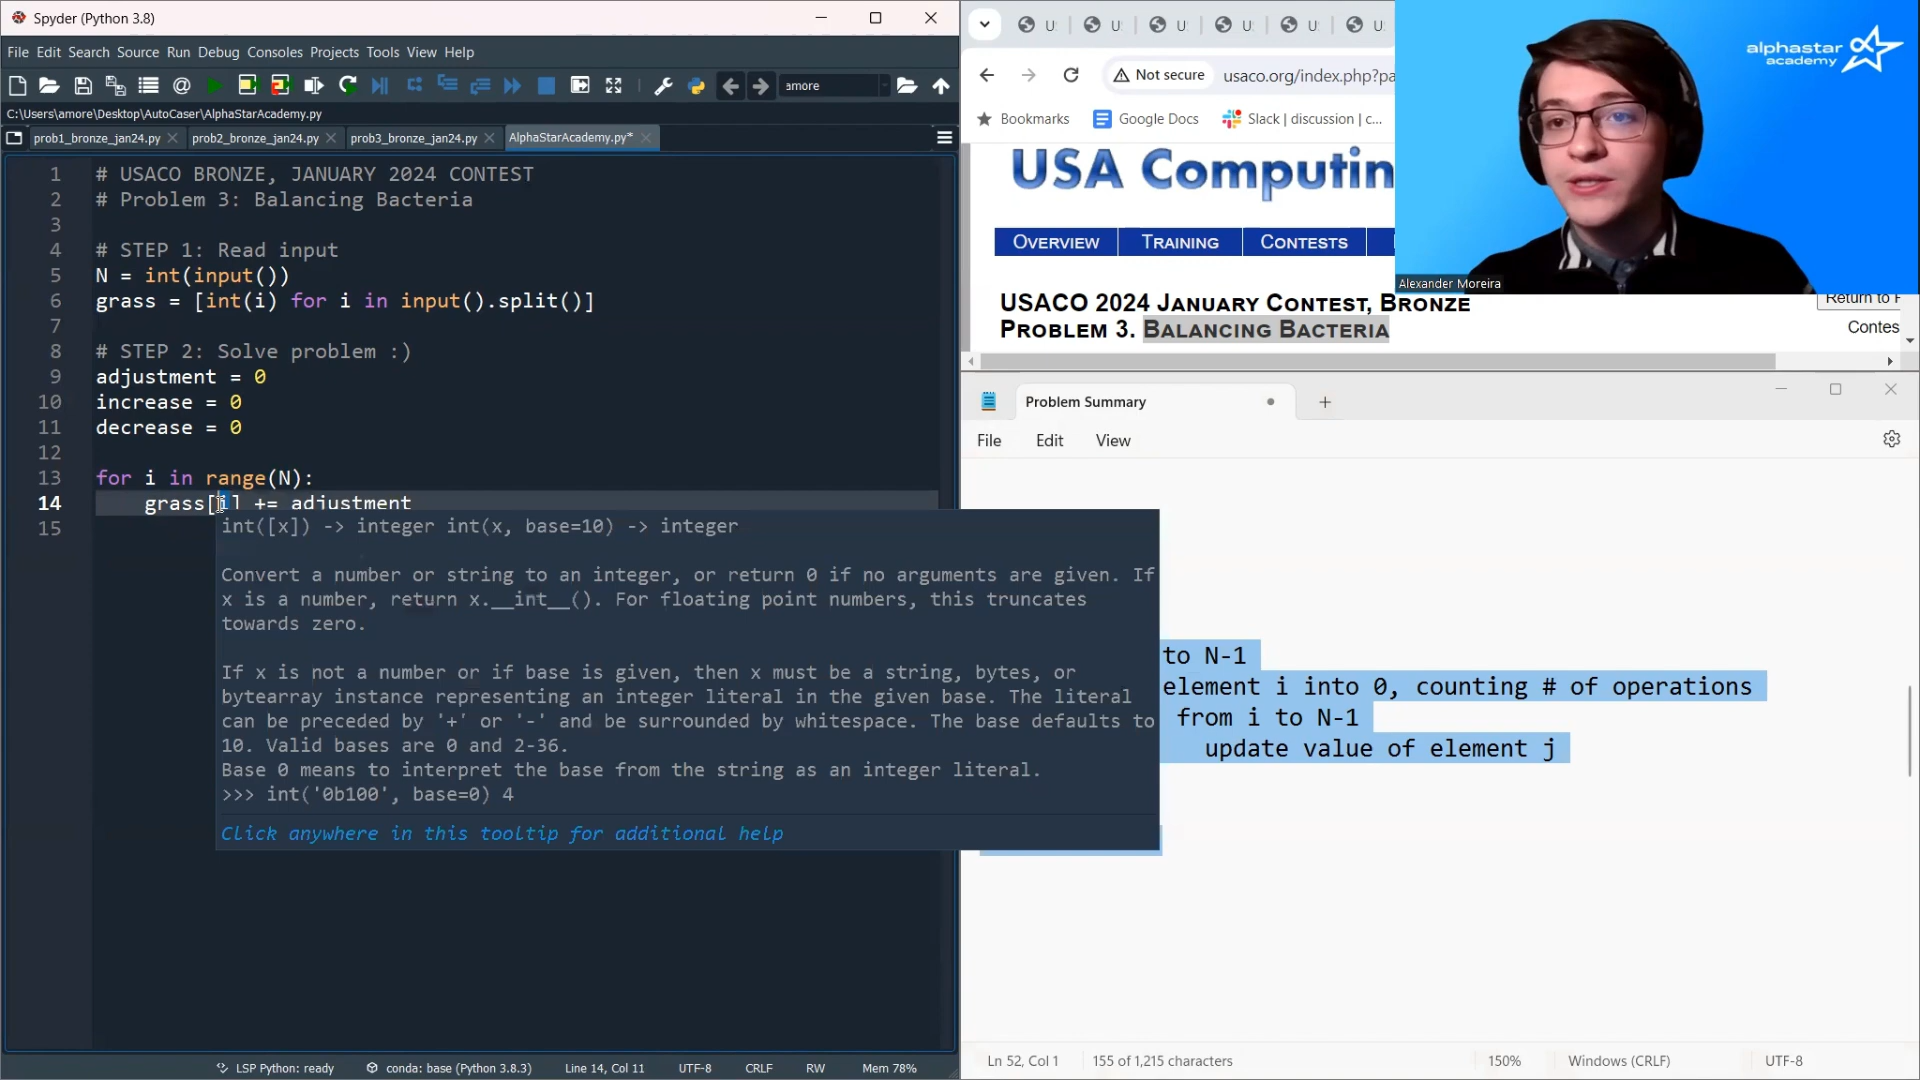 Spyder (Python 3.8)
File Edit Search Source Run Debug Consoles Projects Tools View Help
amore
C:\Users\amore\Desktop\AutoCaser\AlphaStarAcademy.py
prob1_bronze_jan24.py prob2_bronze_jan24.py prob3_bronze_jan24.py AlphaStarAcademy.py*
1 # USACO BRONZE, JANUARY 2024 CONTEST
2 # Problem 3: Balancing Bacteria
3
4 # STEP 1: Read input
5 N = int(input())
6 grass = [int(i) for i in input().split()]
7
8 # STEP 2: Solve problem :)
9 adjustment = 0
10 increase = 0
11 decrease = 0
12
13 for i in range(N):
14 grass[i] += adjustment
15
int([x]) -> integer int(x, base=10) -> integer
Convert a number or string to an integer, or return 0 if no arguments are given. If
x is a number, return x.__int__(). For floating point numbers, this truncates
towards zero.
If x is not a number or if base is given, then x must be a string, bytes, or
bytearray instance representing an integer literal in the given base. The literal
can be preceded by '+' or '-' and be surrounded by whitespace. The base defaults to
10. Valid bases are 0 and 2-36.
Base 0 means to interpret the base from the string as an integer literal.
>>> int('0b100', base=0) 4
Click anywhere in this tooltip for additional help
LSP Python: ready conda: base (Python 3.8.3) Line 14, Col 11 UTF-8 CRLF RW Mem 78%
U U U U U U
Not secure usaco.org/index.php?pa
Bookmarks Google Docs Slack | discussion | c...
USA Computin
OVERVIEW TRAINING CONTESTS
USACO 2024 JANUARY CONTEST, BRONZE
PROBLEM 3. BALANCING BACTERIA
Return to
Contes
alphastar
academy
Alexander Moreira
Problem Summary
File Edit View
to N-1
element i into 0, counting # of operations
from i to N-1
update value of element j
Ln 52, Col 1 155 of 1,215 characters 150% Windows (CRLF) UTF-8